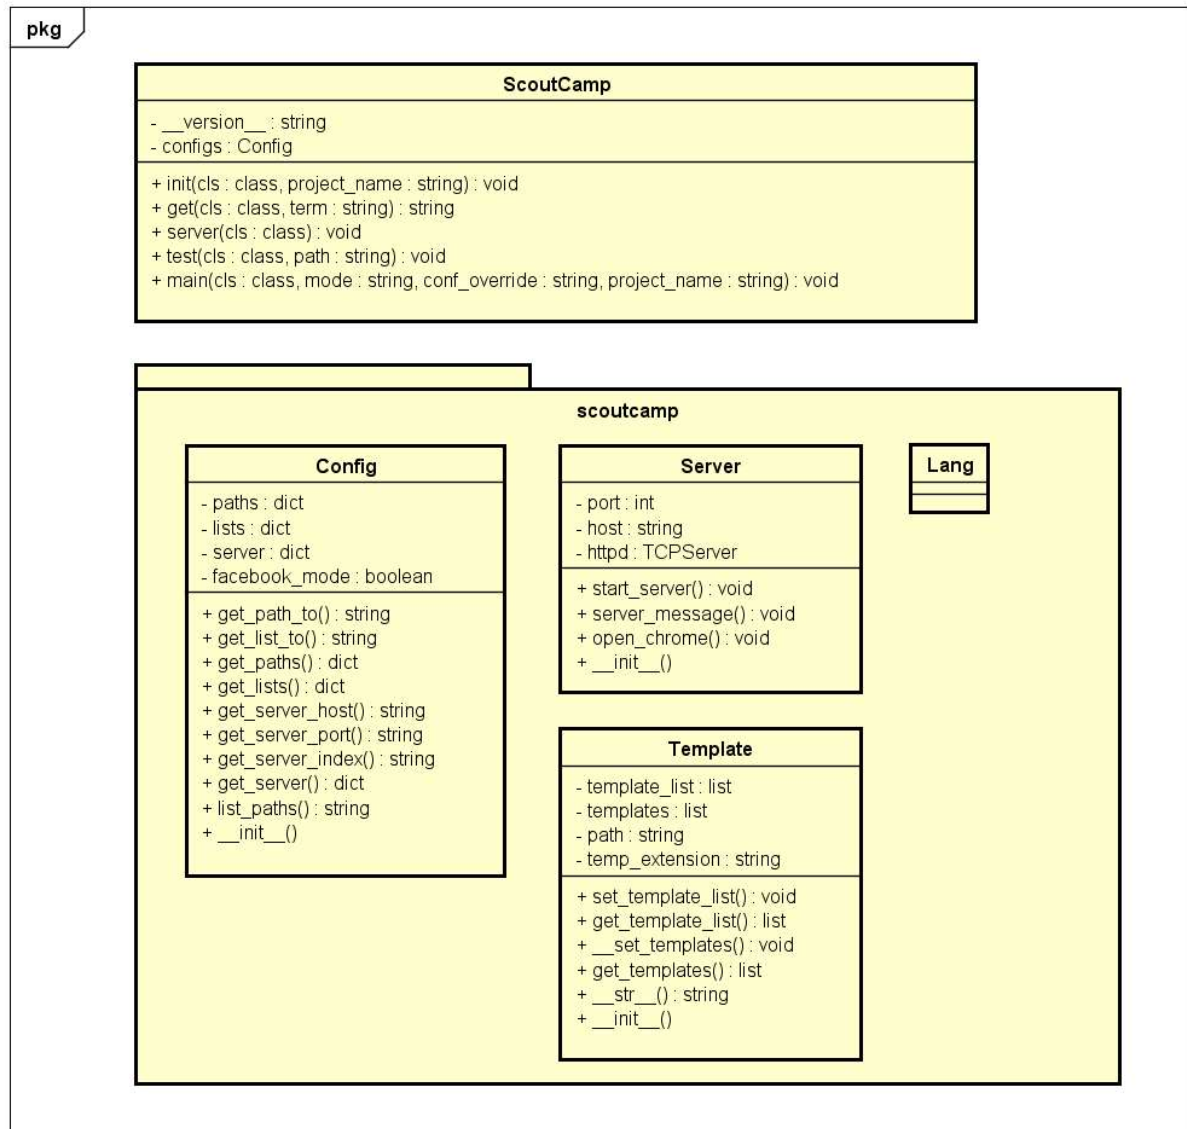 pkg
ScoutCamp
- __version__ : string
- configs : Config
+ init(cls : class, project_name : string) : void
+ get(cls : class, term : string) : string
+ server(cls : class) : void
+ test(cls : class, path : string) : void
+ main(cls : class, mode : string, conf_override : string, project_name : string) : void
scoutcamp
Config
- paths : dict
- lists : dict
- server : dict
- facebook_mode : boolean
+ get_path_to() : string
+ get_list_to() : string
+ get_paths() : dict
+ get_lists() : dict
+ get_server_host() : string
+ get_server_port() : string
+ get_server_index() : string
+ get_server() : dict
+ list_paths() : string
+ __init__()
Server
- port : int
- host : string
- httpd : TCPServer
+ start_server() : void
+ server_message() : void
+ open_chrome() : void
+ __init__()
Template
- template_list : list
- templates : list
- path : string
- temp_extension : string
+ set_template_list() : void
+ get_template_list() : list
+ __set_templates() : void
+ get_templates() : list
+ __str__() : string
+ __init__()
Lang